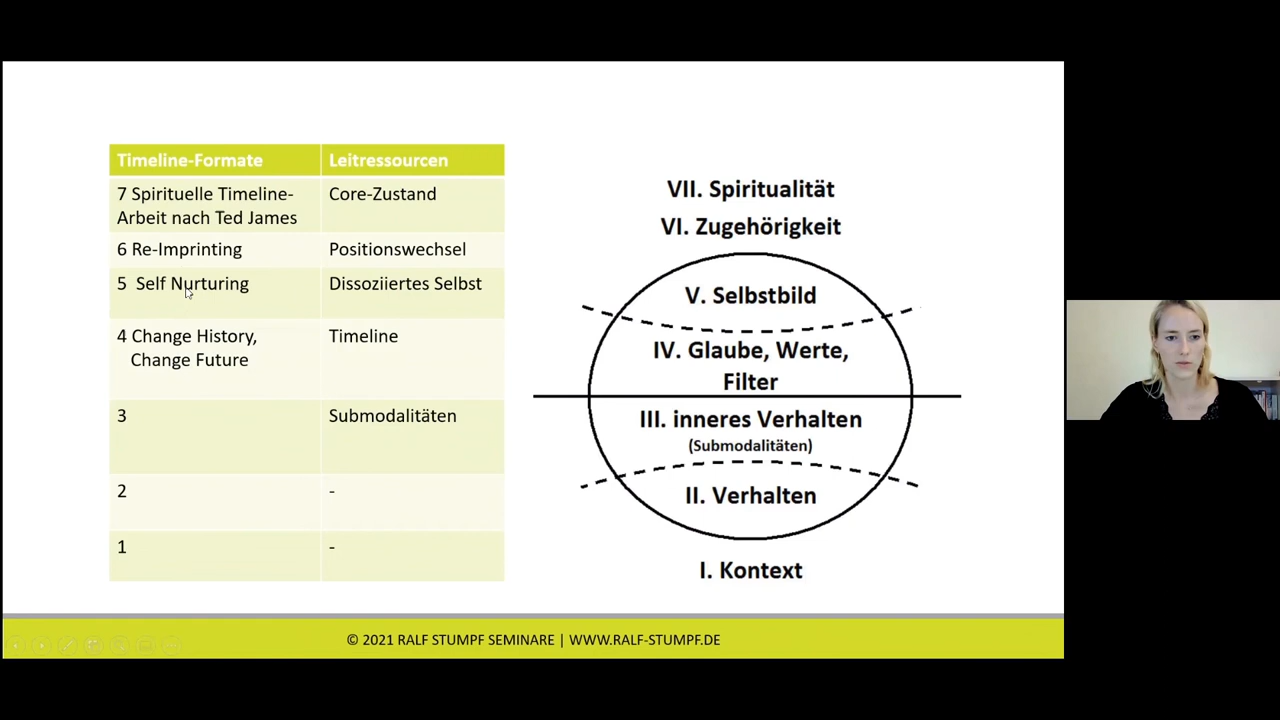 Timeline-Formate Leitressourcen
7 Spirituelle Timeline- Core-Zustand
Arbeit nach Ted James
6 Re-Imprinting Positionswechsel
5 Self Nurturing Dissoziiertes Selbst
4 Change History, Timeline
Change Future
3 Submodalitäten
2 -
1 -
VII. Spiritualität
VI. Zugehörigkeit
V. Selbstbild
IV. Glaube, Werte,
Filter
III. inneres Verhalten
(Submodalitäten)
II. Verhalten
I. Kontext
© 2021 RALF STUMPF SEMINARE | WWW.RALF-STUMPF.DE